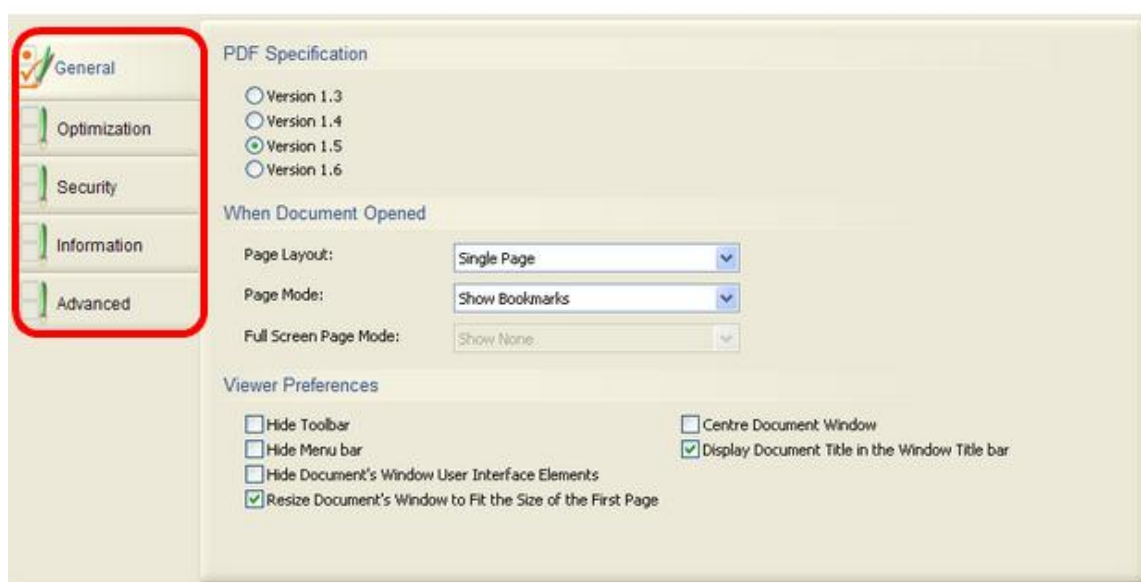 General
Optimization
Security
Information
Advanced
PDF Specification
Version 1.3
Version 1.4
Version 1.5
Version 1.6
When Document Opened
Page Layout: Single Page
Page Mode: Show Bookmarks
Full Screen Page Mode: Show None
Viewer Preferences
Hide Toolbar
Hide Menu bar
Hide Document's Window User Interface Elements
Resize Document's Window to Fit the Size of the First Page
Centre Document Window
Display Document Title in the Window Title bar